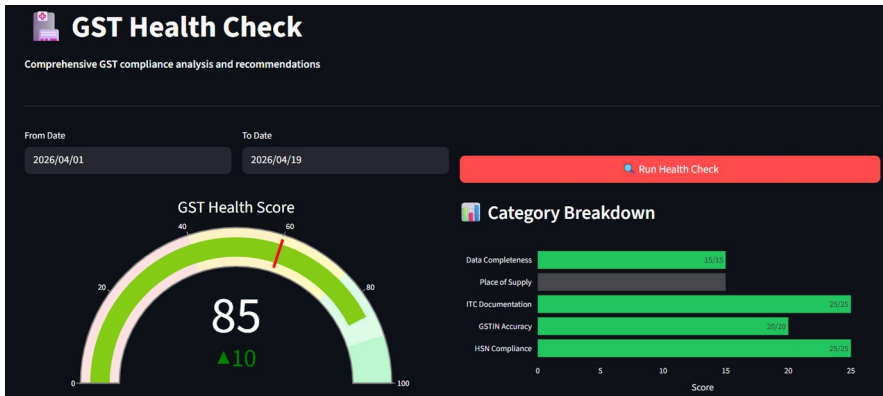 GST Health Check
Comprehensive GST compliance analysis and recommendations
From Date
To Date
2026/04/01
2026/04/19
Run Health Check
GST Health Score
0
20
40
60
80
100
85
▲10
Category Breakdown
Data Completeness
15/15
Place of Supply
ITC Documentation
25/25
GSTIN Accuracy
20/20
HSN Compliance
25/25
0 5 10 15 20 25
Score